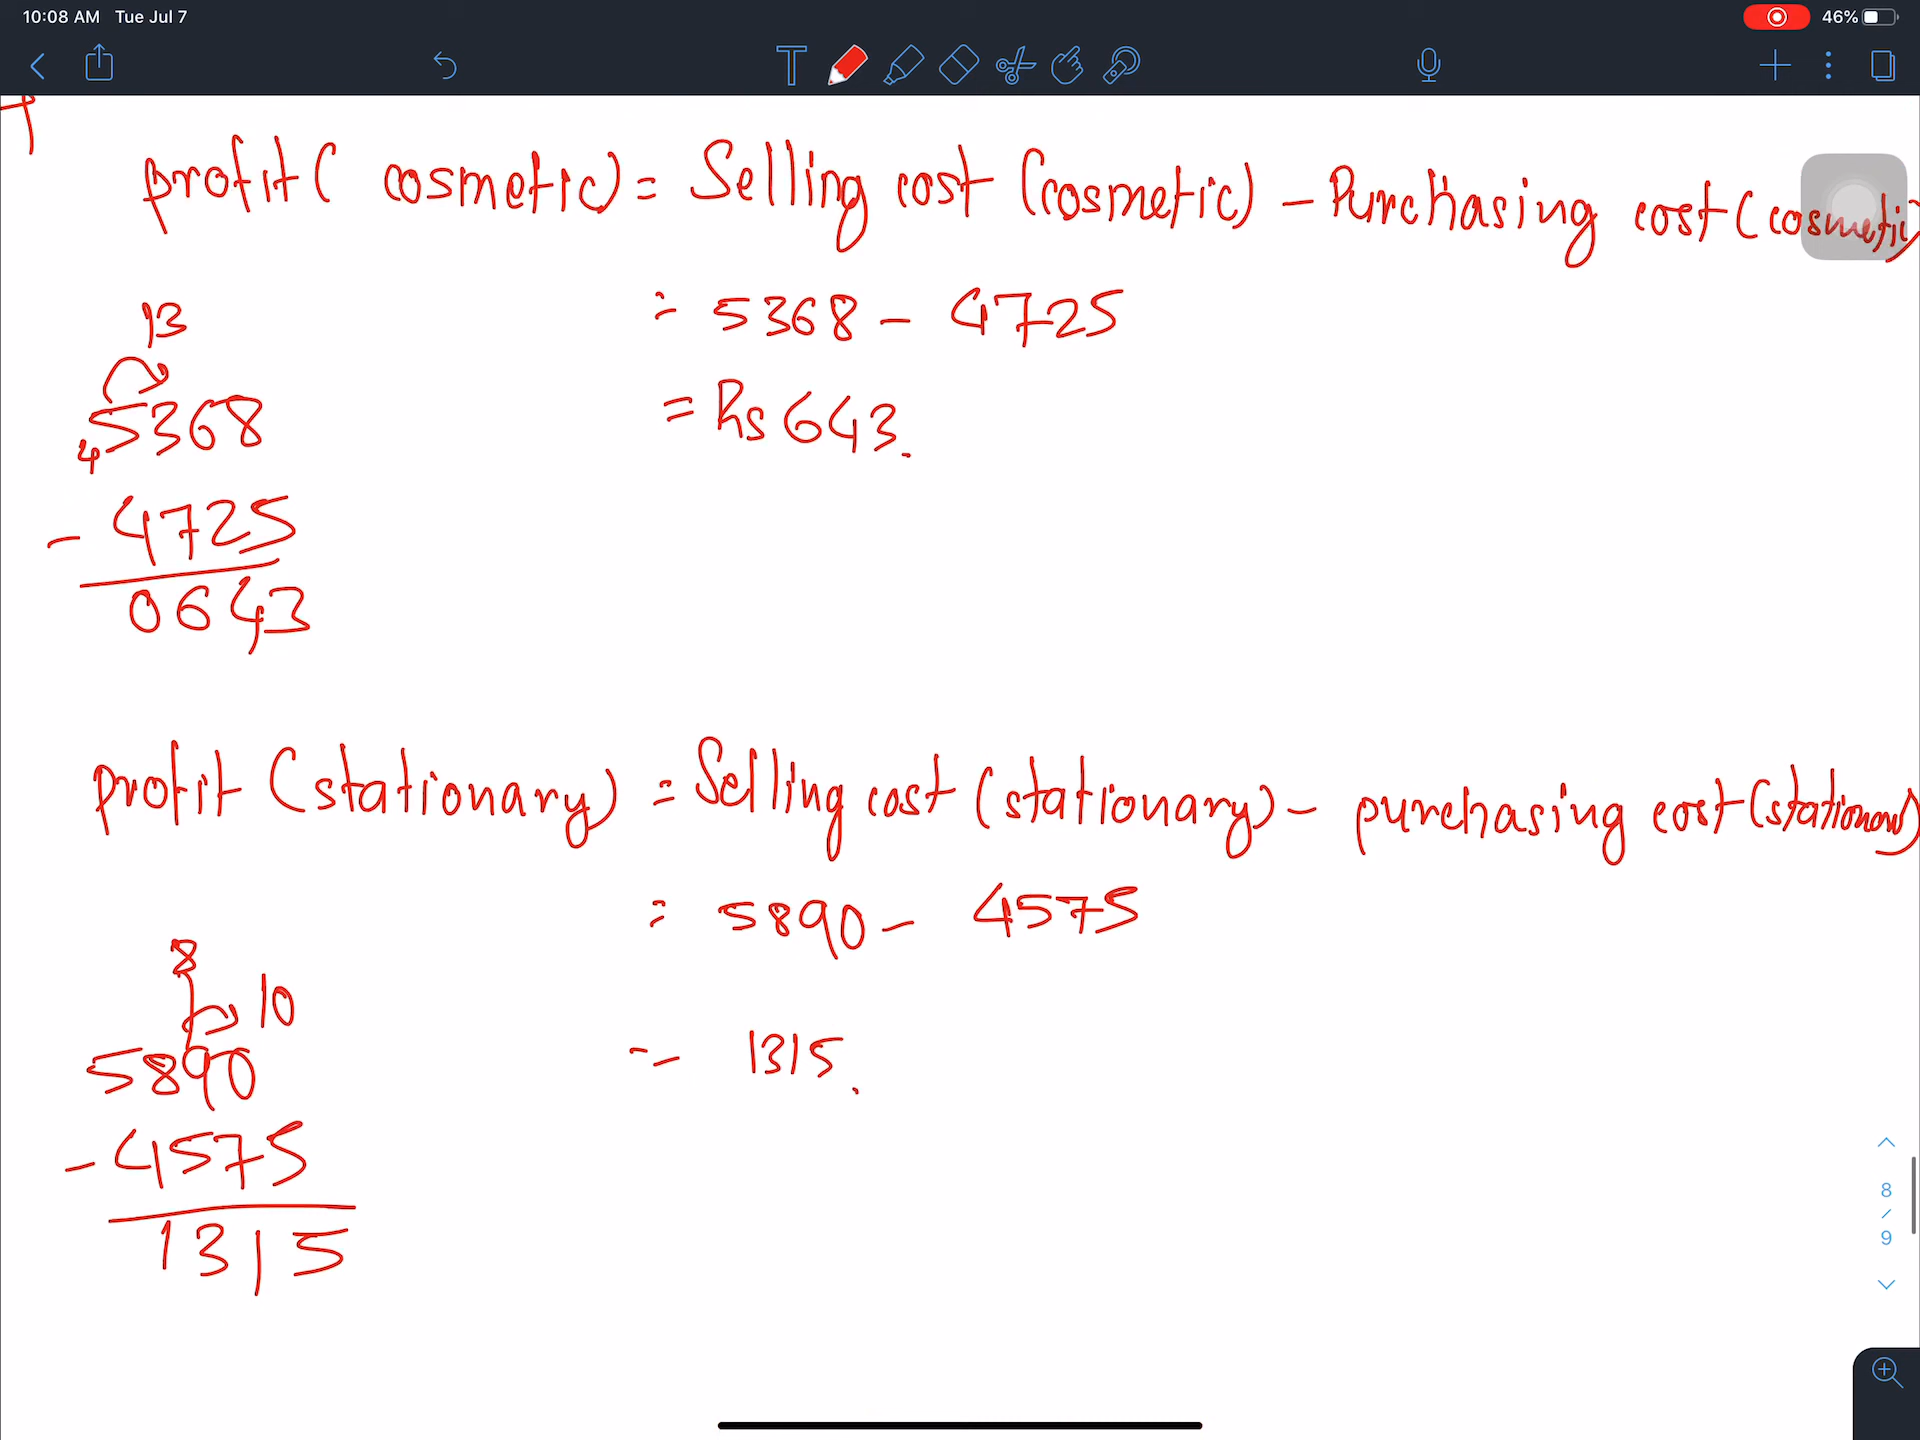 10:08 AM Tue Jul 7
46%
profit( cosmetic) = Selling cost (cosmetic) - Purchasing cost (cosmetic)
= 5368 - 4725
= Rs 643.
13
5368
4
- 4725
0643
profit (stationary) = Selling cost (stationary) - purchasing cost (stationary)
= 5890 - 4575
= 1315.
8
10
5890
- 4575
1315
8
/
9